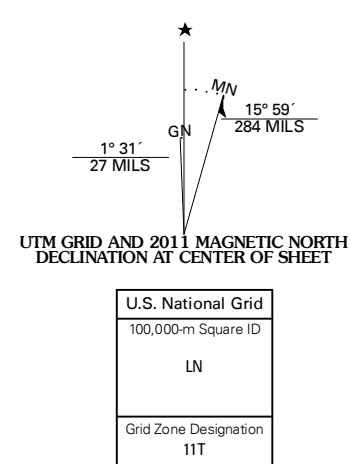 MN
GN
15° 59´
284 MILS
1° 31´
27 MILS
UTM GRID AND 2011 MAGNETIC NORTH
DECLINATION AT CENTER OF SHEET
U.S. National Grid
100,000-m Square ID
LN
Grid Zone Designation
11T